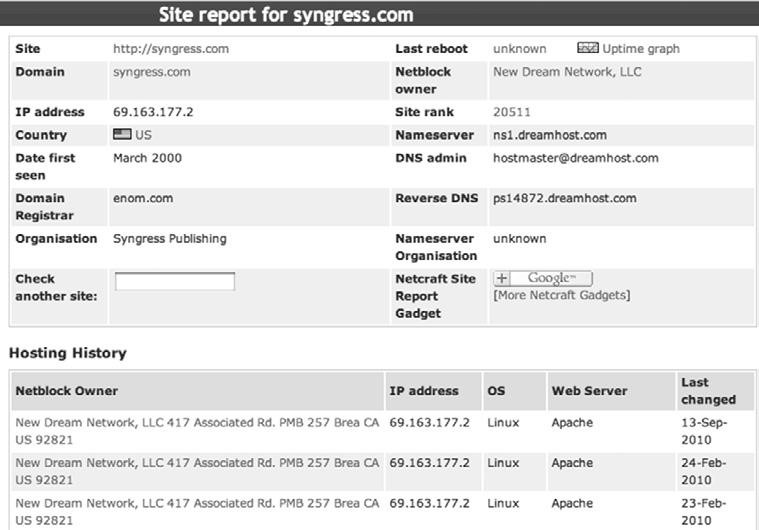 Site report for syngress.com
Site http://syngress.com Last reboot unknown Uptime graph
Domain syngress.com Netblock owner New Dream Network, LLC
IP address 69.163.177.2 Site rank 20511
Country US Nameserver ns1.dreamhost.com
Date first seen March 2000 DNS admin hostmaster@dreamhost.com
Domain Registrar enom.com Reverse DNS ps14872.dreamhost.com
Organisation Syngress Publishing Nameserver Organisation unknown
Check another site: Netcraft Site Report Gadget + Google™
[More Netcraft Gadgets]
Hosting History
Netblock Owner IP address OS Web Server Last changed
New Dream Network, LLC 417 Associated Rd. PMB 257 Brea CA US 92821 69.163.177.2 Linux Apache 13-Sep-2010
New Dream Network, LLC 417 Associated Rd. PMB 257 Brea CA US 92821 69.163.177.2 Linux Apache 24-Feb-2010
New Dream Network, LLC 417 Associated Rd. PMB 257 Brea CA US 92821 69.163.177.2 Linux Apache 23-Feb-2010